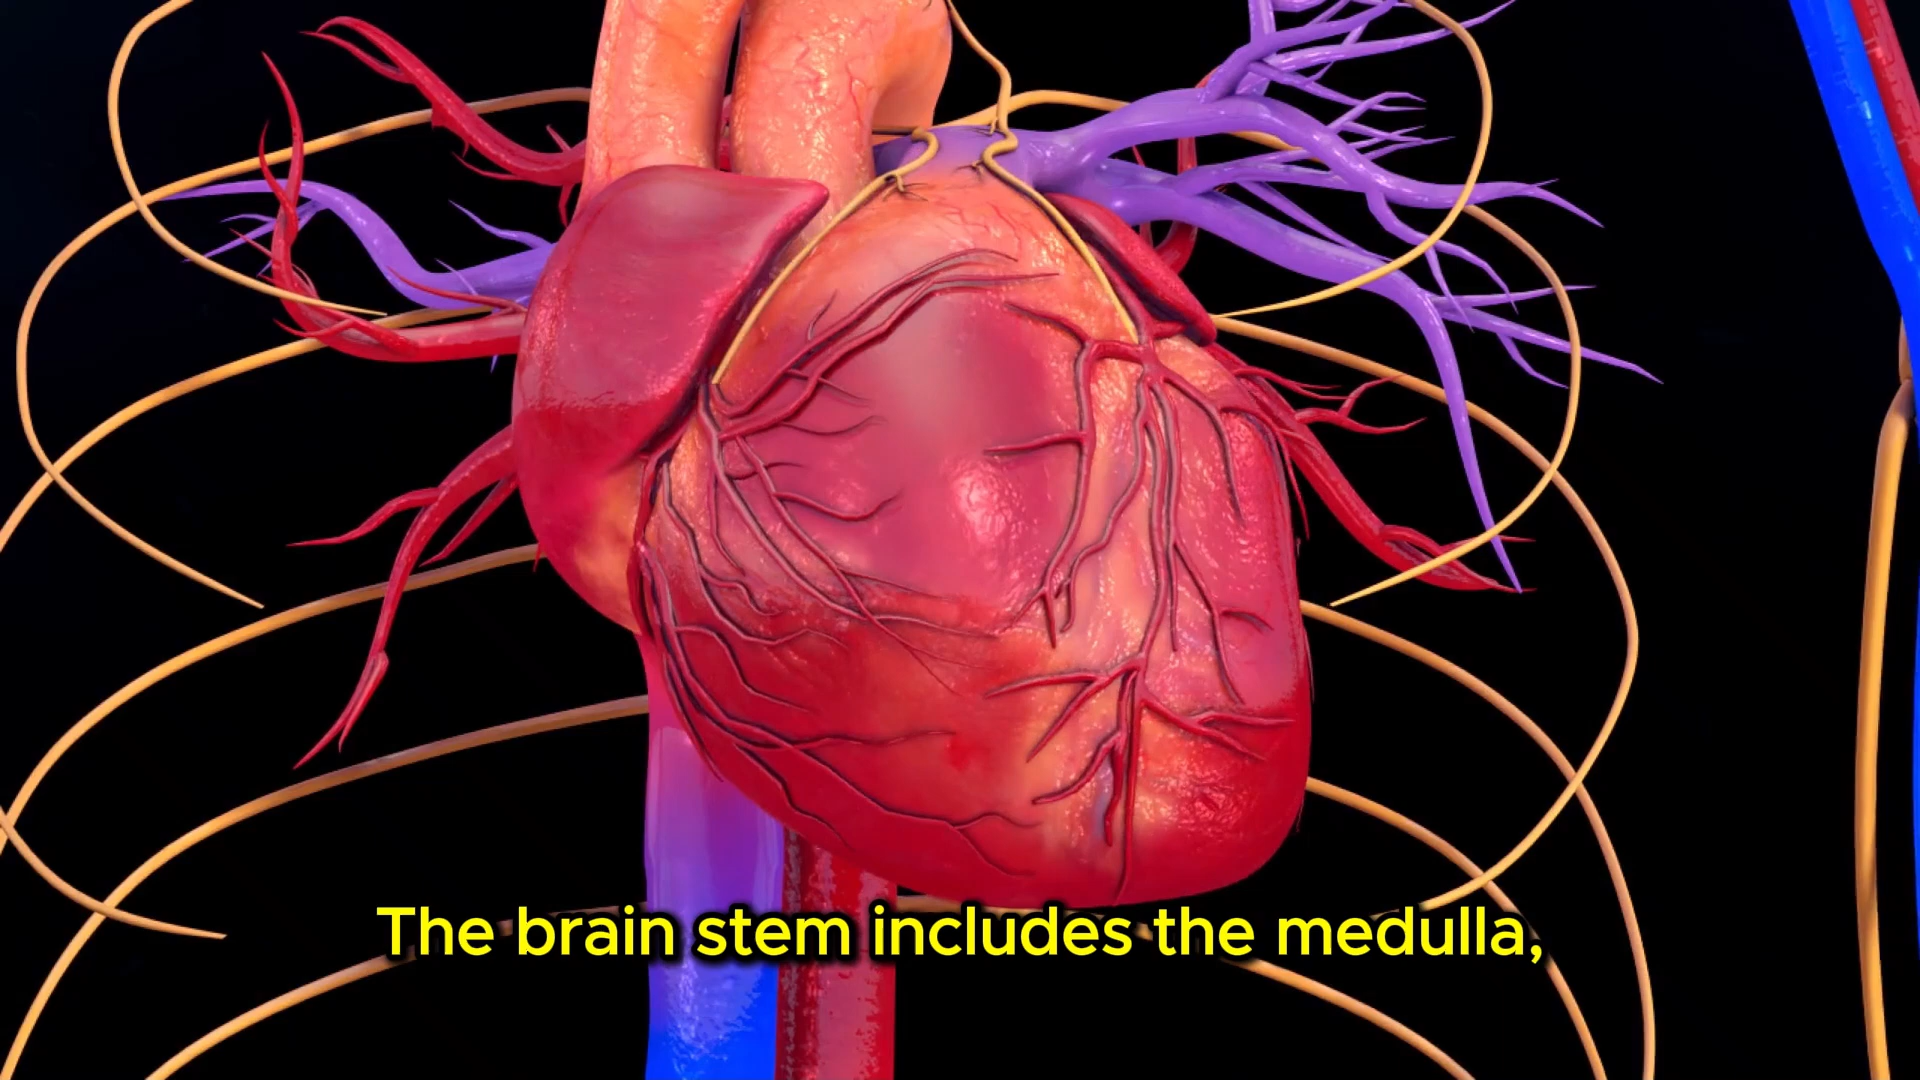 The brain stem includes the medulla,